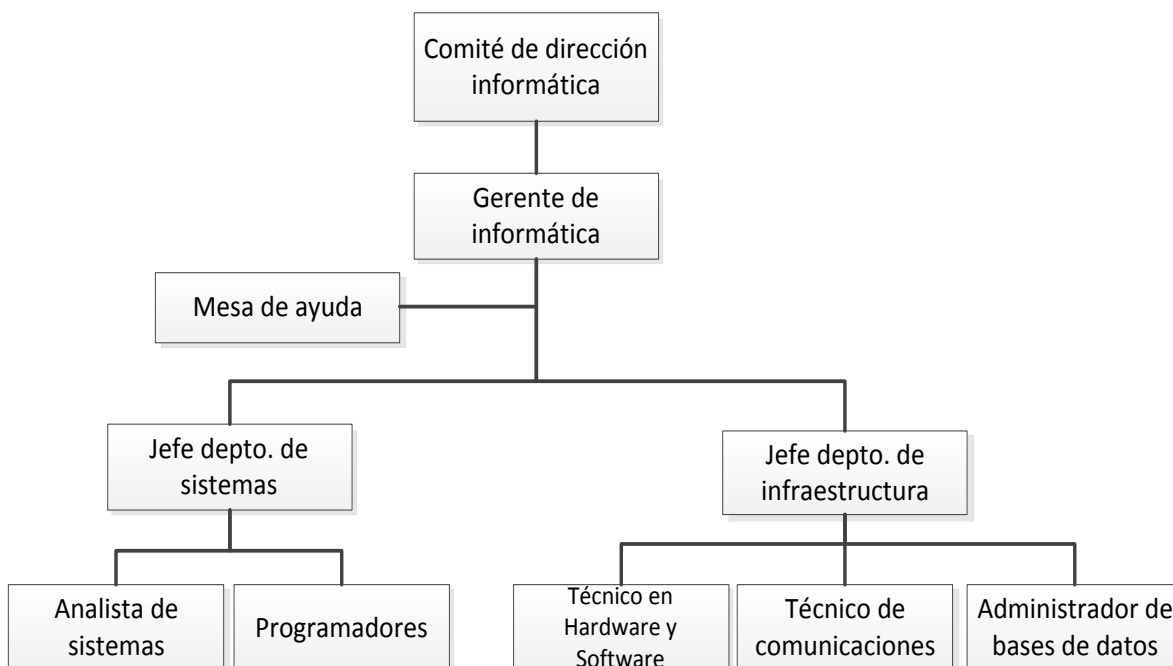 Comité de dirección
informática
Gerente de
informática
Mesa de ayuda
Jefe depto. de
sistemas
Jefe depto. de
infraestructura
Analista de
sistemas
Programadores
Técnico en
Hardware y
Software
Técnico de
comunicaciones
Administrador de
bases de datos